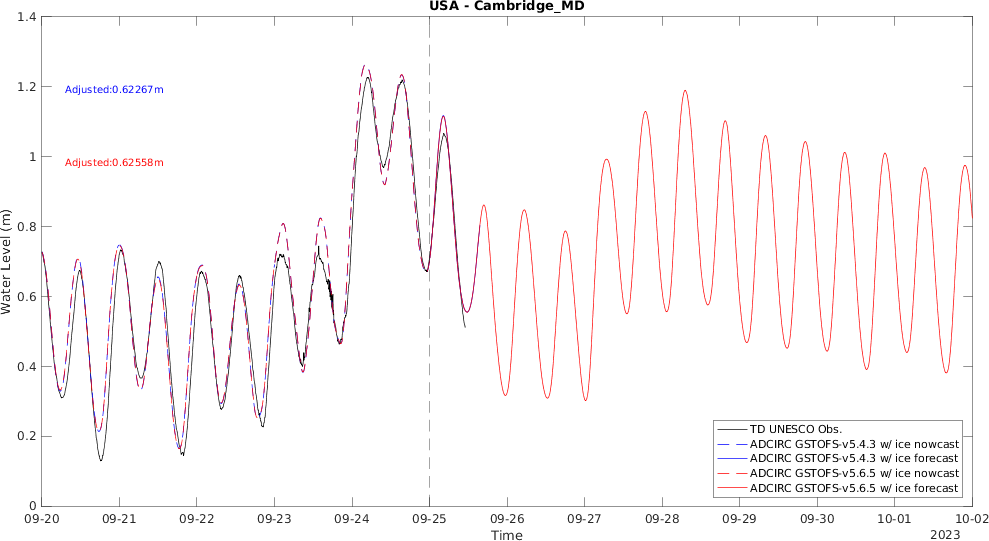 USA - Cambridge_MD
1.4
1.2
1
0.8
0.6
0.4
0.2
0
Water Level (m)
Adjusted:0.62267m
Adjusted:0.62558m
TD UNESCO Obs.
ADCIRC GSTOFS-v5.4.3 w/ ice nowcast
ADCIRC GSTOFS-v5.4.3 w/ ice forecast
ADCIRC GSTOFS-v5.6.5 w/ ice nowcast
ADCIRC GSTOFS-v5.6.5 w/ ice forecast
09-20 09-21 09-22 09-23 09-24 09-25 09-26 09-27 09-28 09-29 09-30 10-01 10-02
Time
2023